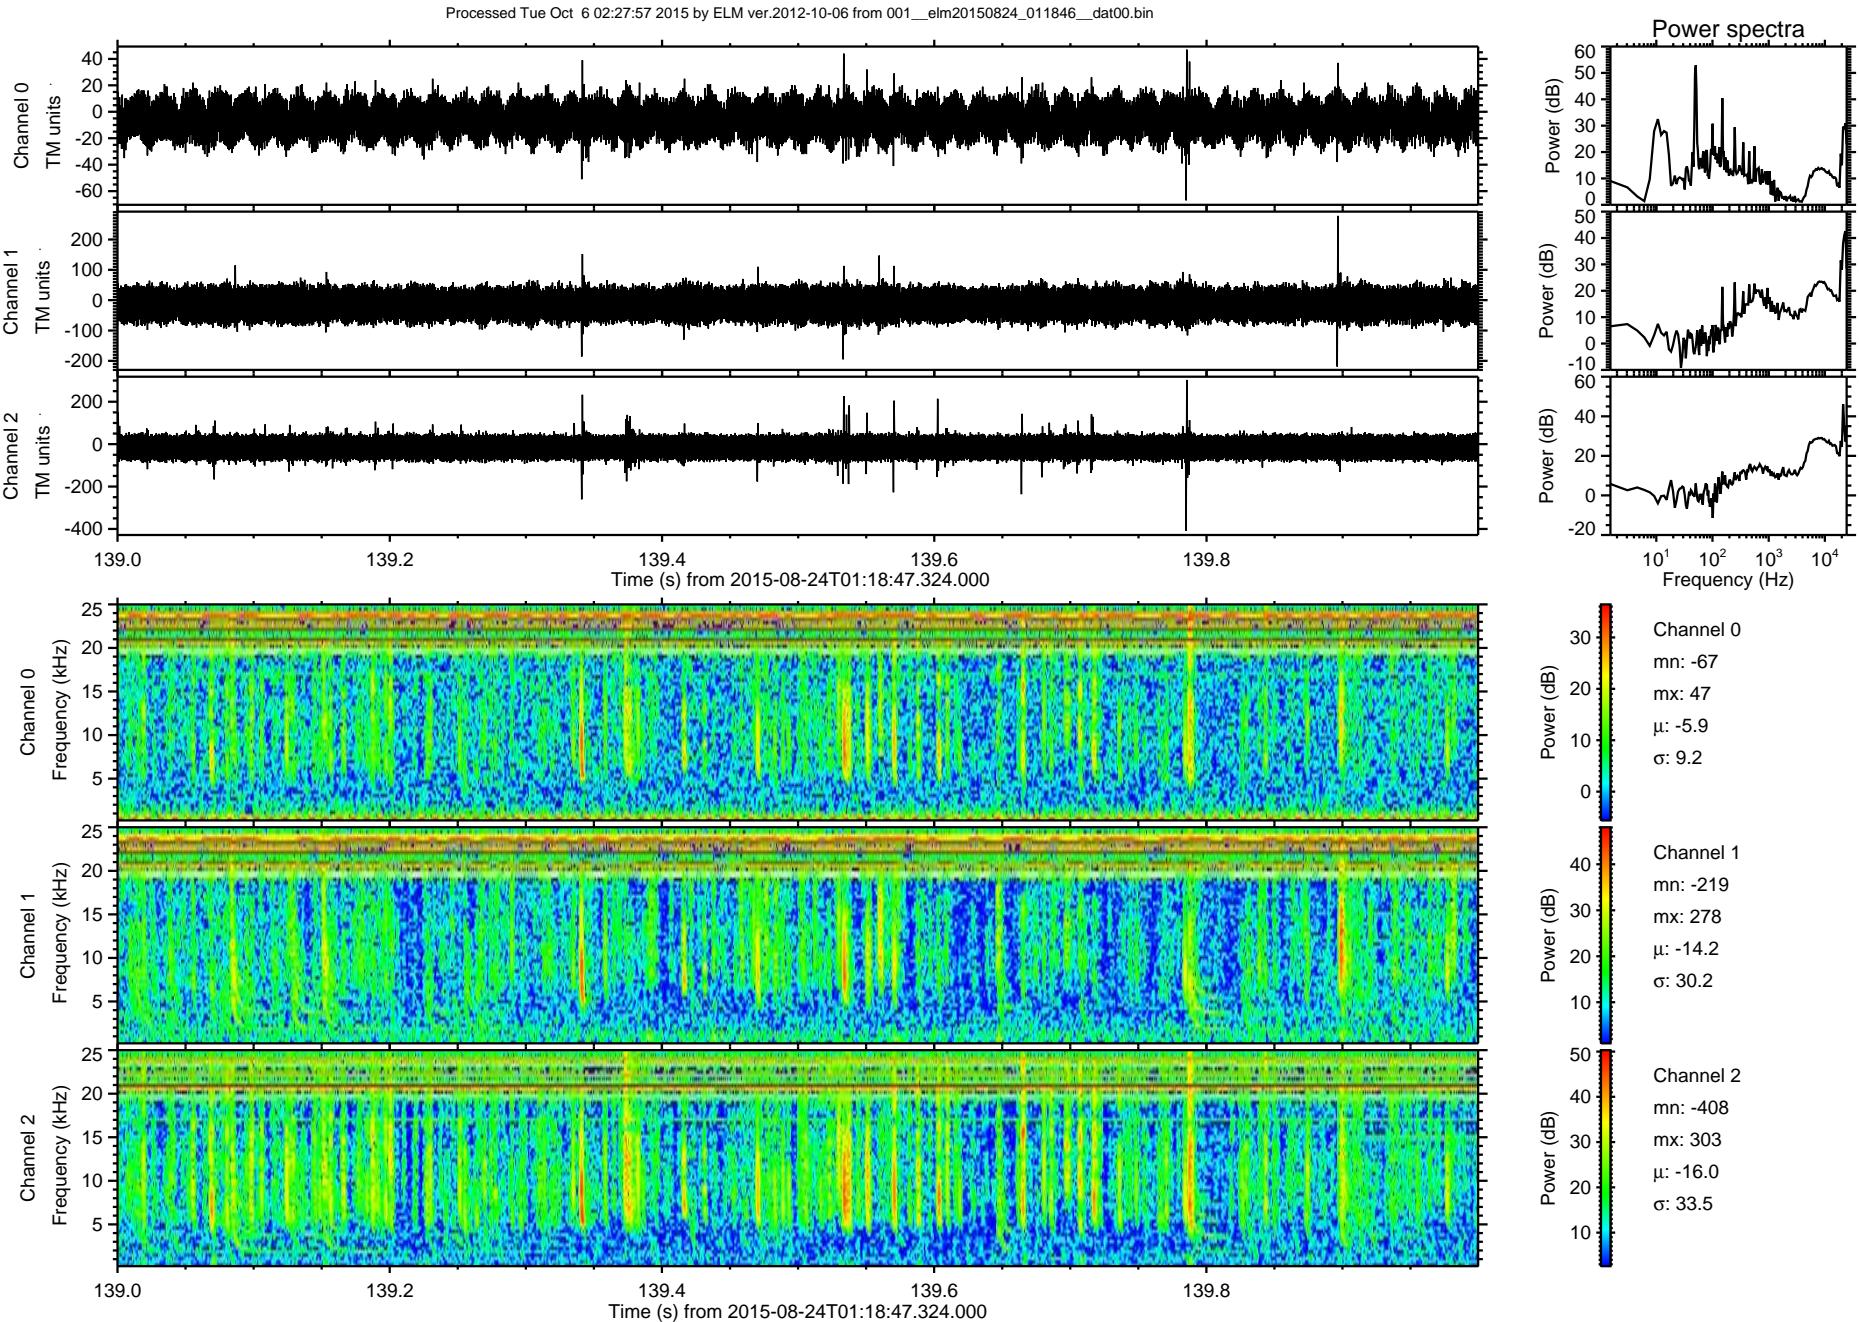 Processed Tue Oct  6 02:27:57 2015 by ELM ver.2012-10-06 from 001__elm20150824_011846__dat00.bin
Power spectra
Channel 0
TM units
40
20
0
-20
-40
-60
Power (dB)
60
50
40
30
20
10
0
Channel 1
TM units
200
100
0
-100
-200
Power (dB)
50
40
30
20
10
0
-10
Channel 2
TM units
200
0
-200
-400
Power (dB)
60
40
20
0
-20
139.0 139.2 139.4 139.6 139.8
Time (s) from 2015-08-24T01:18:47.324.000
10¹ 10² 10³ 10⁴
Frequency (Hz)
Channel 0
Frequency (kHz)
25
20
15
10
5
Power (dB)
30
20
10
0
Channel 0
mn: -67
mx: 47
μ: -5.9
σ: 9.2
Channel 1
Frequency (kHz)
25
20
15
10
5
Power (dB)
40
30
20
10
Channel 1
mn: -219
mx: 278
μ: -14.2
σ: 30.2
Channel 2
Frequency (kHz)
25
20
15
10
5
Power (dB)
50
40
30
20
10
Channel 2
mn: -408
mx: 303
μ: -16.0
σ: 33.5
139.0 139.2 139.4 139.6 139.8
Time (s) from 2015-08-24T01:18:47.324.000